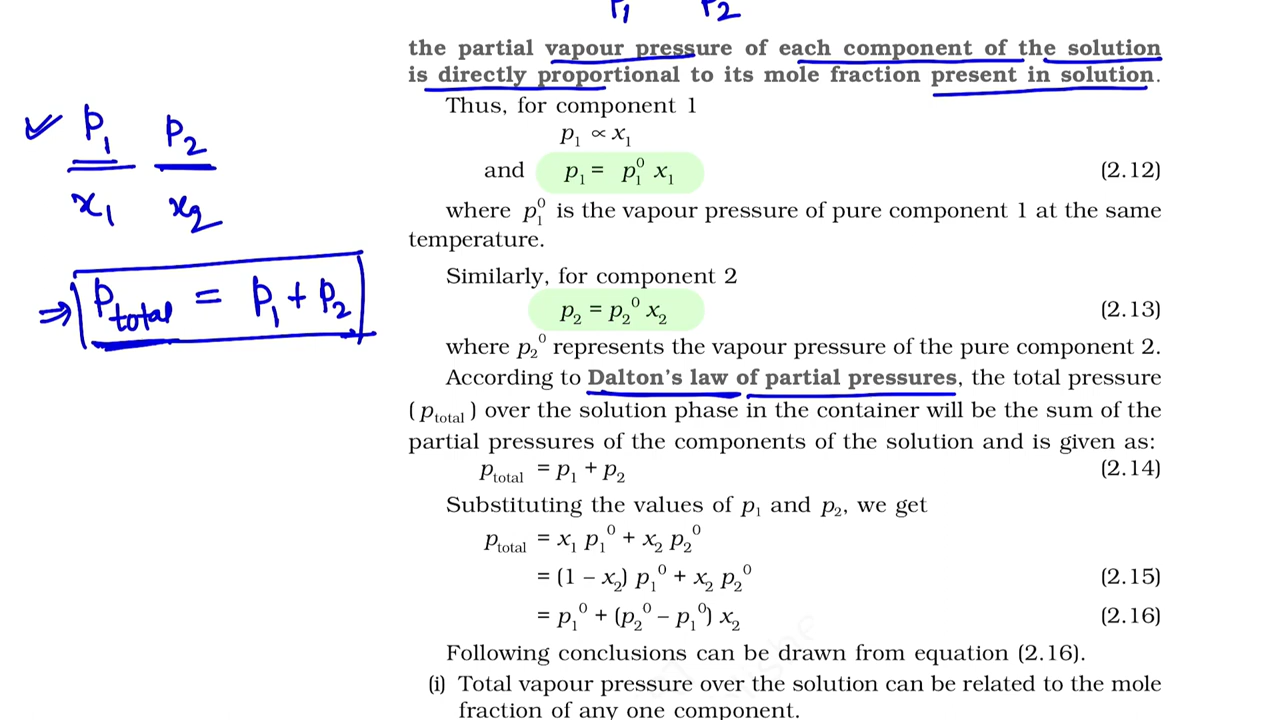 P₁ P₂
the partial vapour pressure of each component of the solution
is directly proportional to its mole fraction present in solution.
Thus, for component 1
p₁ ∝ x₁
and p₁ = p₁⁰ x₁ (2.12)
where p₁⁰ is the vapour pressure of pure component 1 at the same
temperature.
Similarly, for component 2
p₂ = p₂⁰ x₂ (2.13)
where p₂⁰ represents the vapour pressure of the pure component 2.
According to Dalton's law of partial pressures, the total pressure
(p_total) over the solution phase in the container will be the sum of the
partial pressures of the components of the solution and is given as:
p_total = p₁ + p₂ (2.14)
Substituting the values of p₁ and p₂, we get
p_total = x₁ p₁⁰ + x₂ p₂⁰
= (1 – x₂) p₁⁰ + x₂ p₂⁰ (2.15)
= p₁⁰ + (p₂⁰ – p₁⁰) x₂ (2.16)
Following conclusions can be drawn from equation (2.16).
(i) Total vapour pressure over the solution can be related to the mole
fraction of any one component.
✓ P₁ P₂
x₁ x₂
⇒ P_total = P₁ + P₂